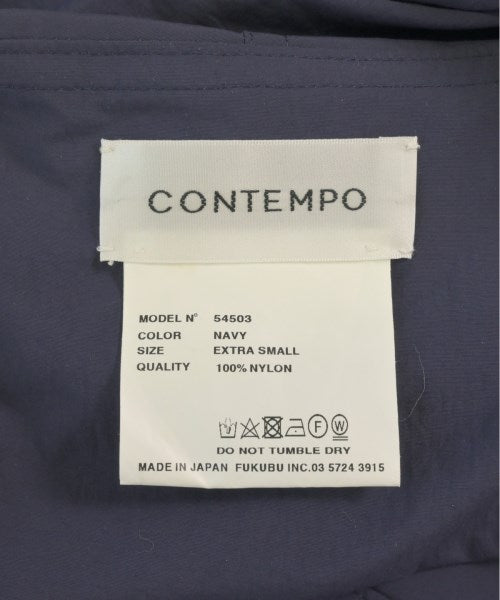 CONTEMPO
MODEL N° 54503
COLOR NAVY
SIZE EXTRA SMALL
QUALITY 100% NYLON
F W
DO NOT TUMBLE DRY
MADE IN JAPAN FUKUBU INC.03 5724 3915